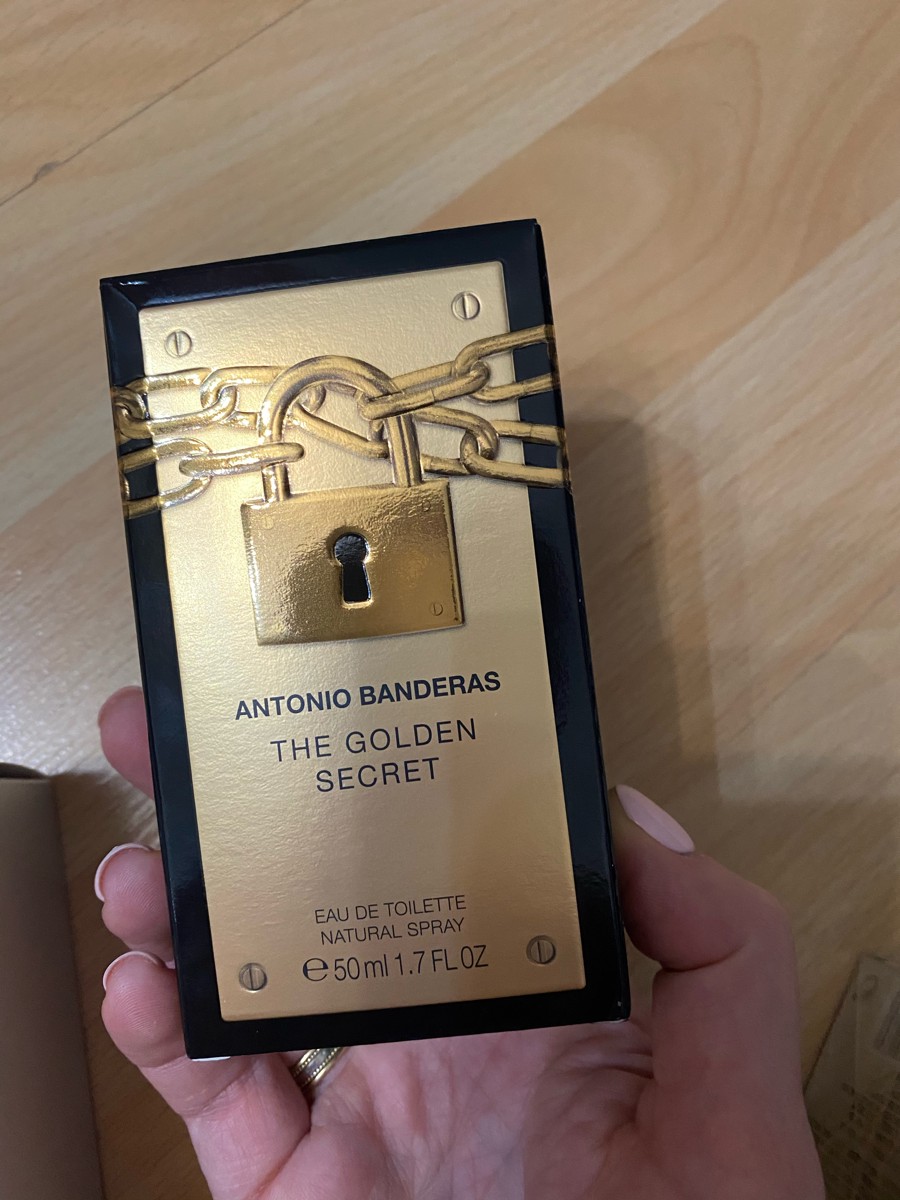 ANTONIO BANDERAS
THE GOLDEN
SECRET
EAU DE TOILETTE
NATURAL SPRAY
℮50ml 1.7 FL OZ